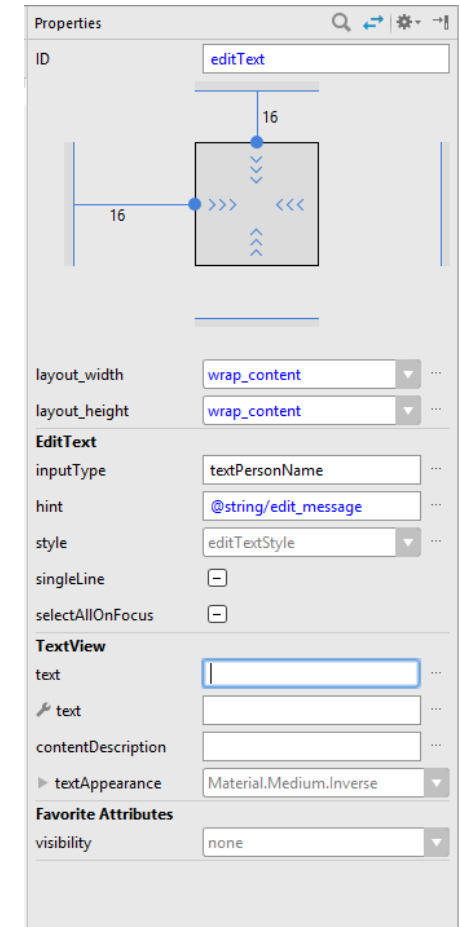 Properties
ID editText
16
16
layout_width wrap_content
layout_height wrap_content
EditText
inputType textPersonName
hint @string/edit_message
style editTextStyle
singleLine
selectAllOnFocus
TextView
text
text
contentDescription
textAppearance Material.Medium.Inverse
Favorite Attributes
visibility none